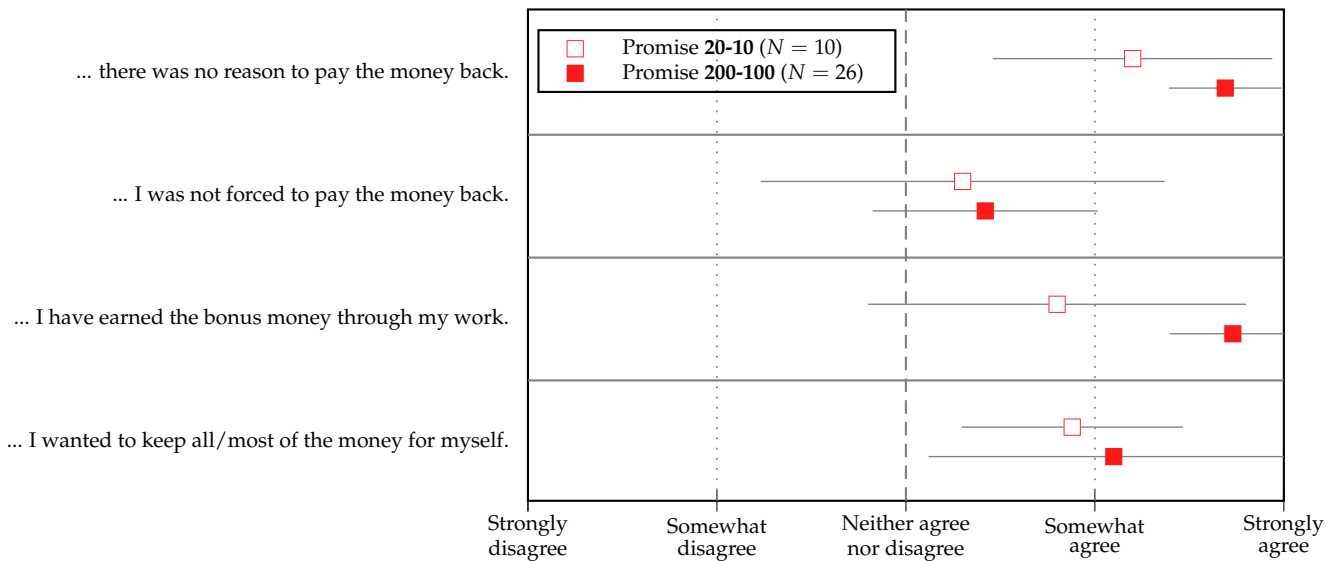 Promise 20-10 (N = 10)
Promise 200-100 (N = 26)
... there was no reason to pay the money back.
... I was not forced to pay the money back.
... I have earned the bonus money through my work.
... I wanted to keep all/most of the money for myself.
Strongly
disagree
Somewhat
disagree
Neither agree
nor disagree
Somewhat
agree
Strongly
agree